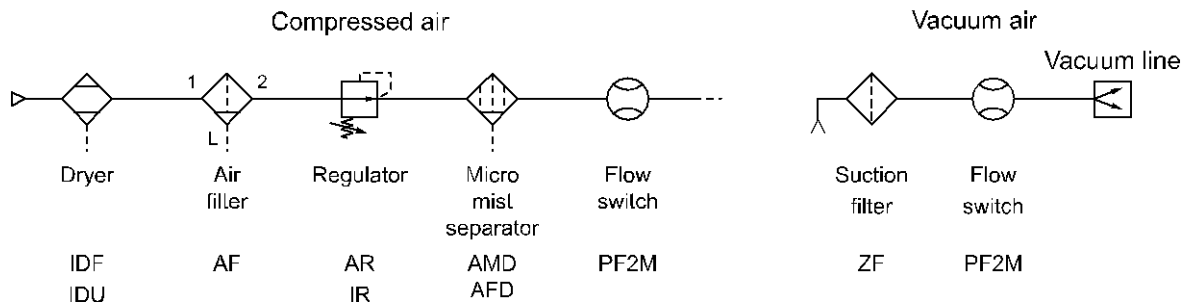 Compressed air
Vacuum air
Vacuum line
1
2
L
Dryer
Air
filler
Regulator
Micro
mist
separator
Flow
switch
Suction
filter
Flow
switch
IDF
IDU
AF
AR
IR
AMD
AFD
PF2M
ZF
PF2M